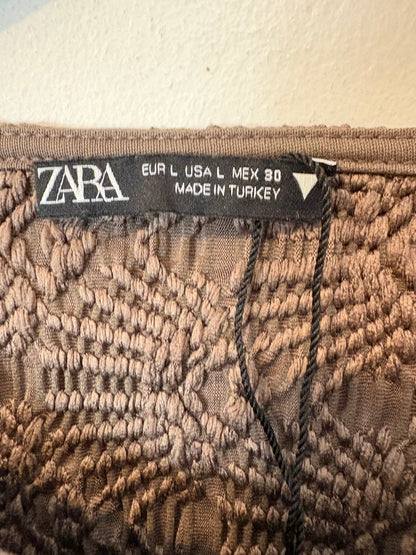 ZARA
EUR L USA L MEX 30
MADE IN TURKEY